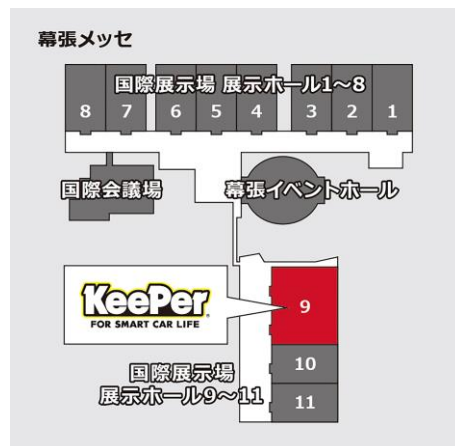 幕張メッセ
国際展示場 展示ホール1〜8
8 7 6 5 4 3 2 1
国際会議場
幕張イベントホール
KeePer
FOR SMART CAR LIFE
9
10
国際展示場
展示ホール9〜11
11